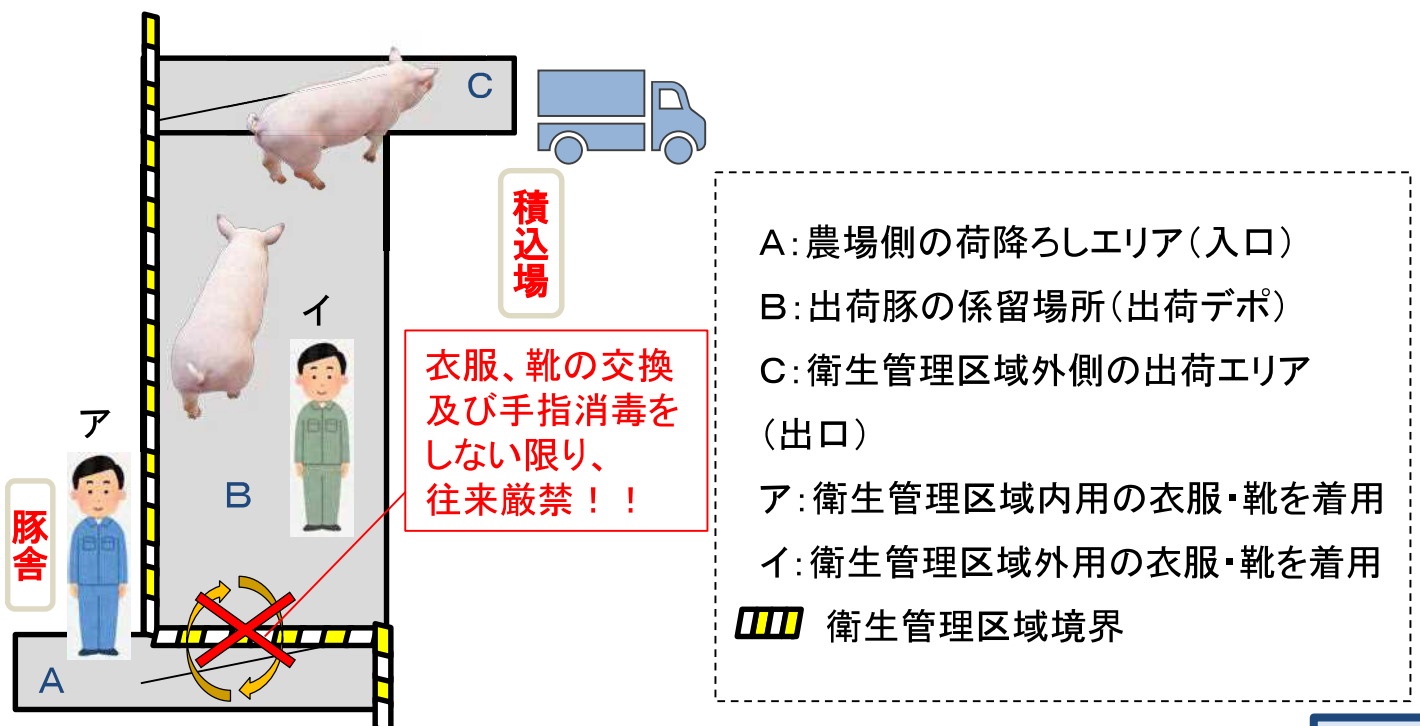 C
積込場
イ
衣服、靴の交換
及び手指消毒を
しない限り、
往来厳禁！！
ア
B
豚舎
A
A：農場側の荷降ろしエリア（入口）
B：出荷豚の係留場所（出荷デポ）
C：衛生管理区域外側の出荷エリア
（出口）
ア：衛生管理区域内用の衣服・靴を着用
イ：衛生管理区域外用の衣服・靴を着用
衛生管理区域境界